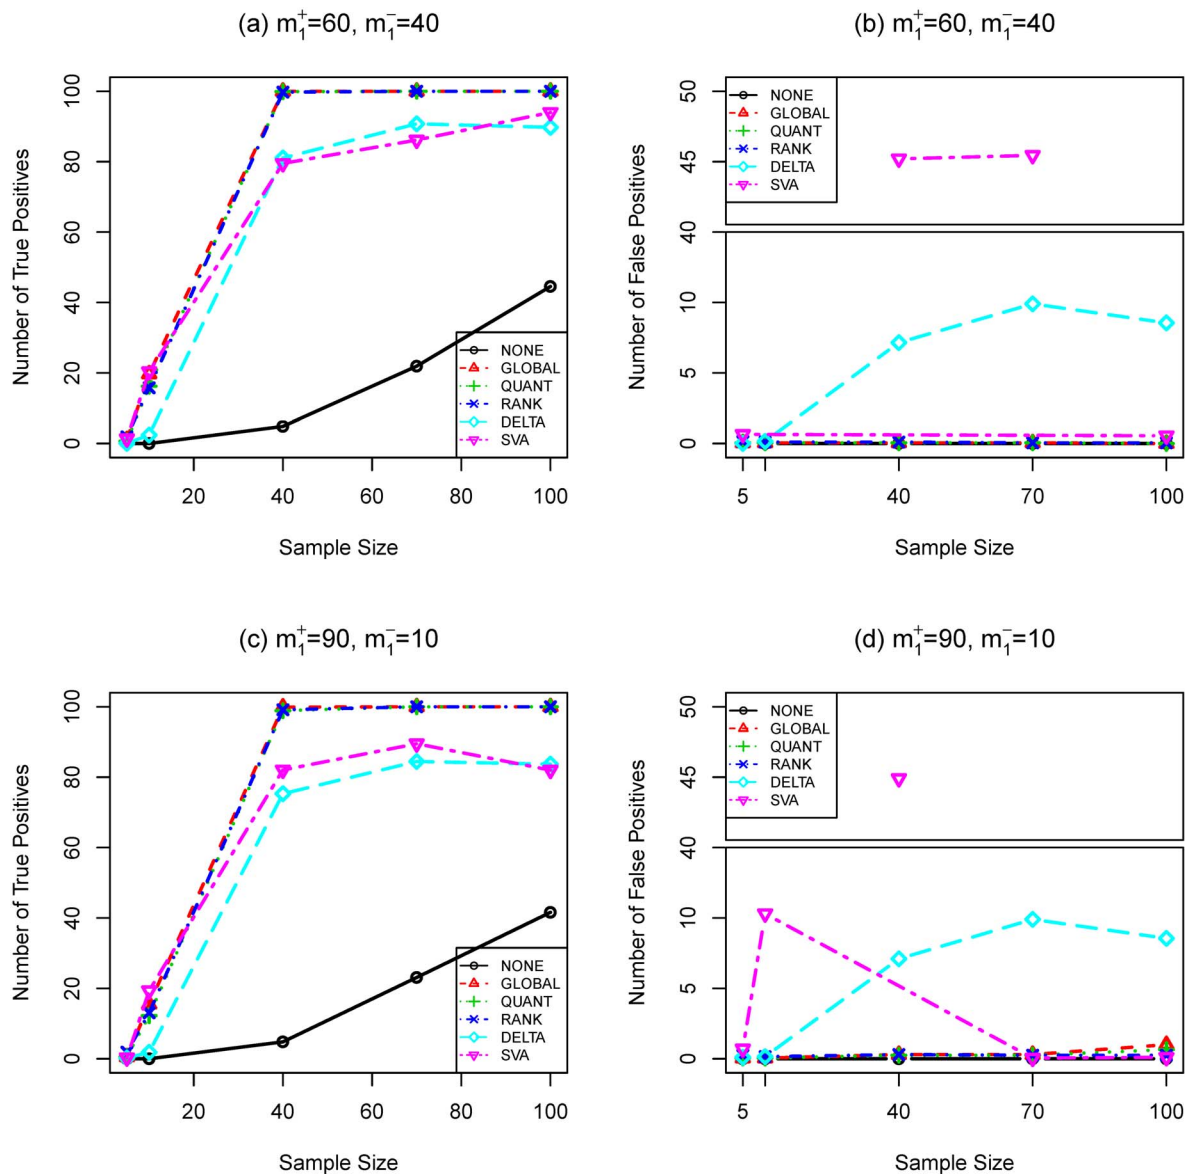 (a) m₁⁺=60, m₁⁻=40
Number of True Positives
100
80
60
40
20
0
NONE
GLOBAL
QUANT
RANK
DELTA
SVA
20 40 60 80 100
Sample Size
(b) m₁⁺=60, m₁⁻=40
Number of False Positives
50
45
40
10
5
0
NONE
GLOBAL
QUANT
RANK
DELTA
SVA
5 40 70 100
Sample Size
(c) m₁⁺=90, m₁⁻=10
Number of True Positives
100
80
60
40
20
0
NONE
GLOBAL
QUANT
RANK
DELTA
SVA
20 40 60 80 100
Sample Size
(d) m₁⁺=90, m₁⁻=10
Number of False Positives
50
45
40
10
5
0
NONE
GLOBAL
QUANT
RANK
DELTA
SVA
5 40 70 100
Sample Size